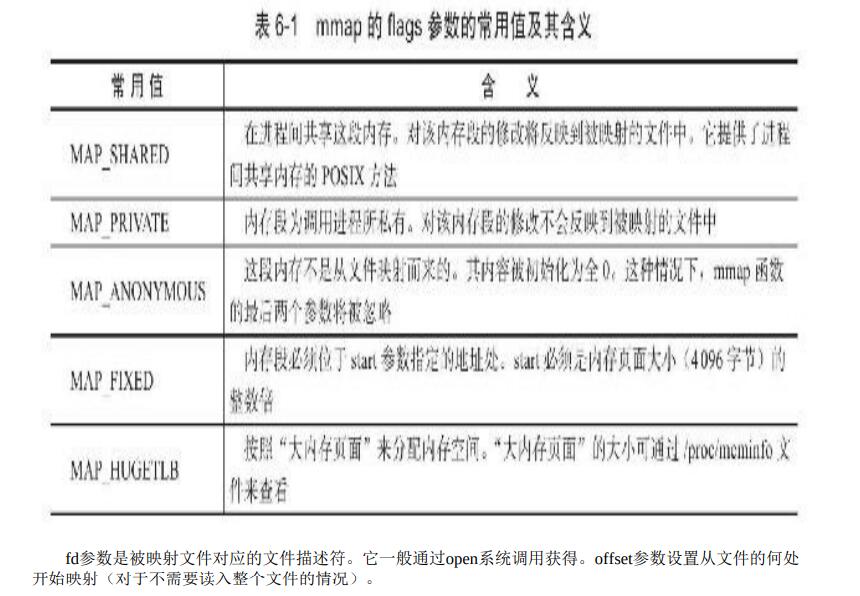 表 6-1 mmap 的 flags 参数的常用值及其含义
常用值 含 义
MAP_SHARED
在进程间共享这段内存。对该内存段的修改将反映到被映射的文件中。它提供了进程
间共享内存的 POSIX 方法
MAP_PRIVATE
内存段为调用进程所私有。对该内存段的修改不会反映到被映射的文件中
MAP_ANONYMOUS
这段内存不是从文件映射而来的。其内容被初始化为全 0。这种情况下，mmap 函数
的最后两个参数将被忽略
MAP_FIXED
内存段必须位于 start 参数指定的地址处。start 必须是内存页面大小（4096 字节）的
整数倍
MAP_HUGETLB
按照“大内存页面”来分配内存空间。“大内存页面”的大小可通过 /proc/meminfo 文
件来查看
fd参数是被映射文件对应的文件描述符。它一般通过open系统调用获得。offset参数设置从文件的何处
开始映射（对于不需要读入整个文件的情况）。